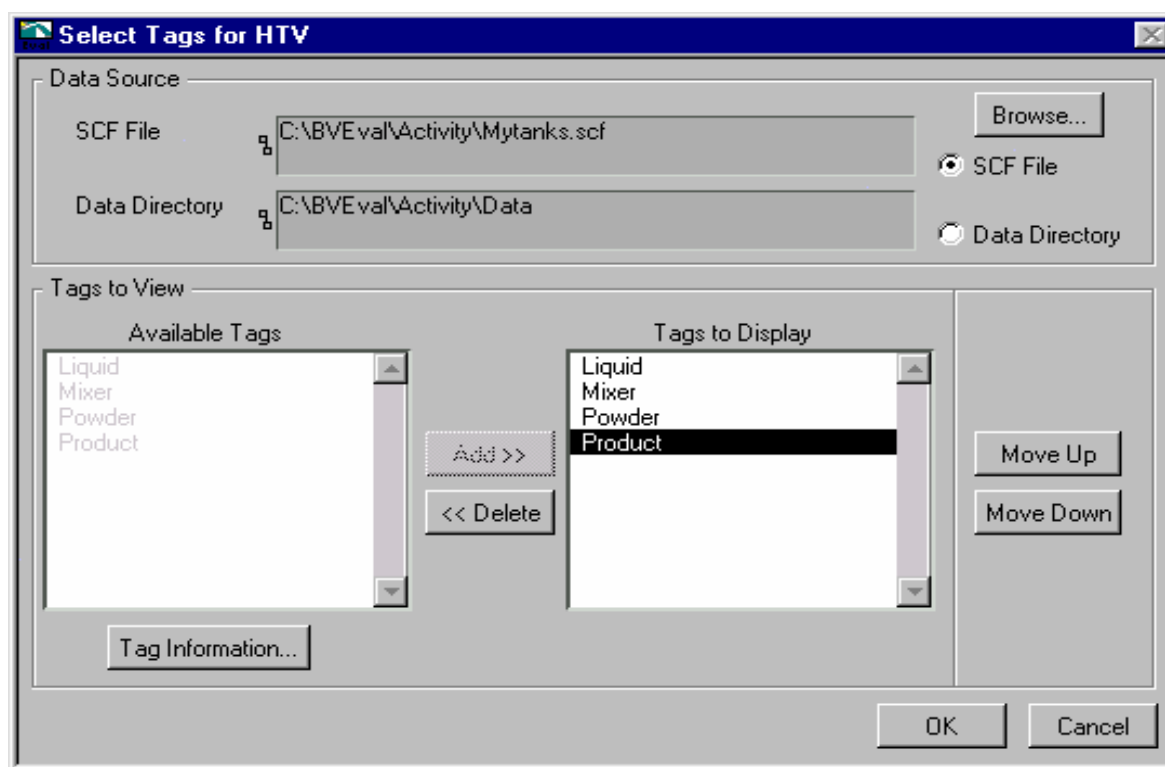 Select Tags for HTV
Data Source
SCF File
C:\BVEval\Activity\Mytanks.scf
Browse...
SCF File
Data Directory
C:\BVEval\Activity\Data
Data Directory
Tags to View
Available Tags
Liquid
Mixer
Powder
Product
Add >>
<< Delete
Tags to Display
Liquid
Mixer
Powder
Product
Move Up
Move Down
Tag Information...
OK
Cancel